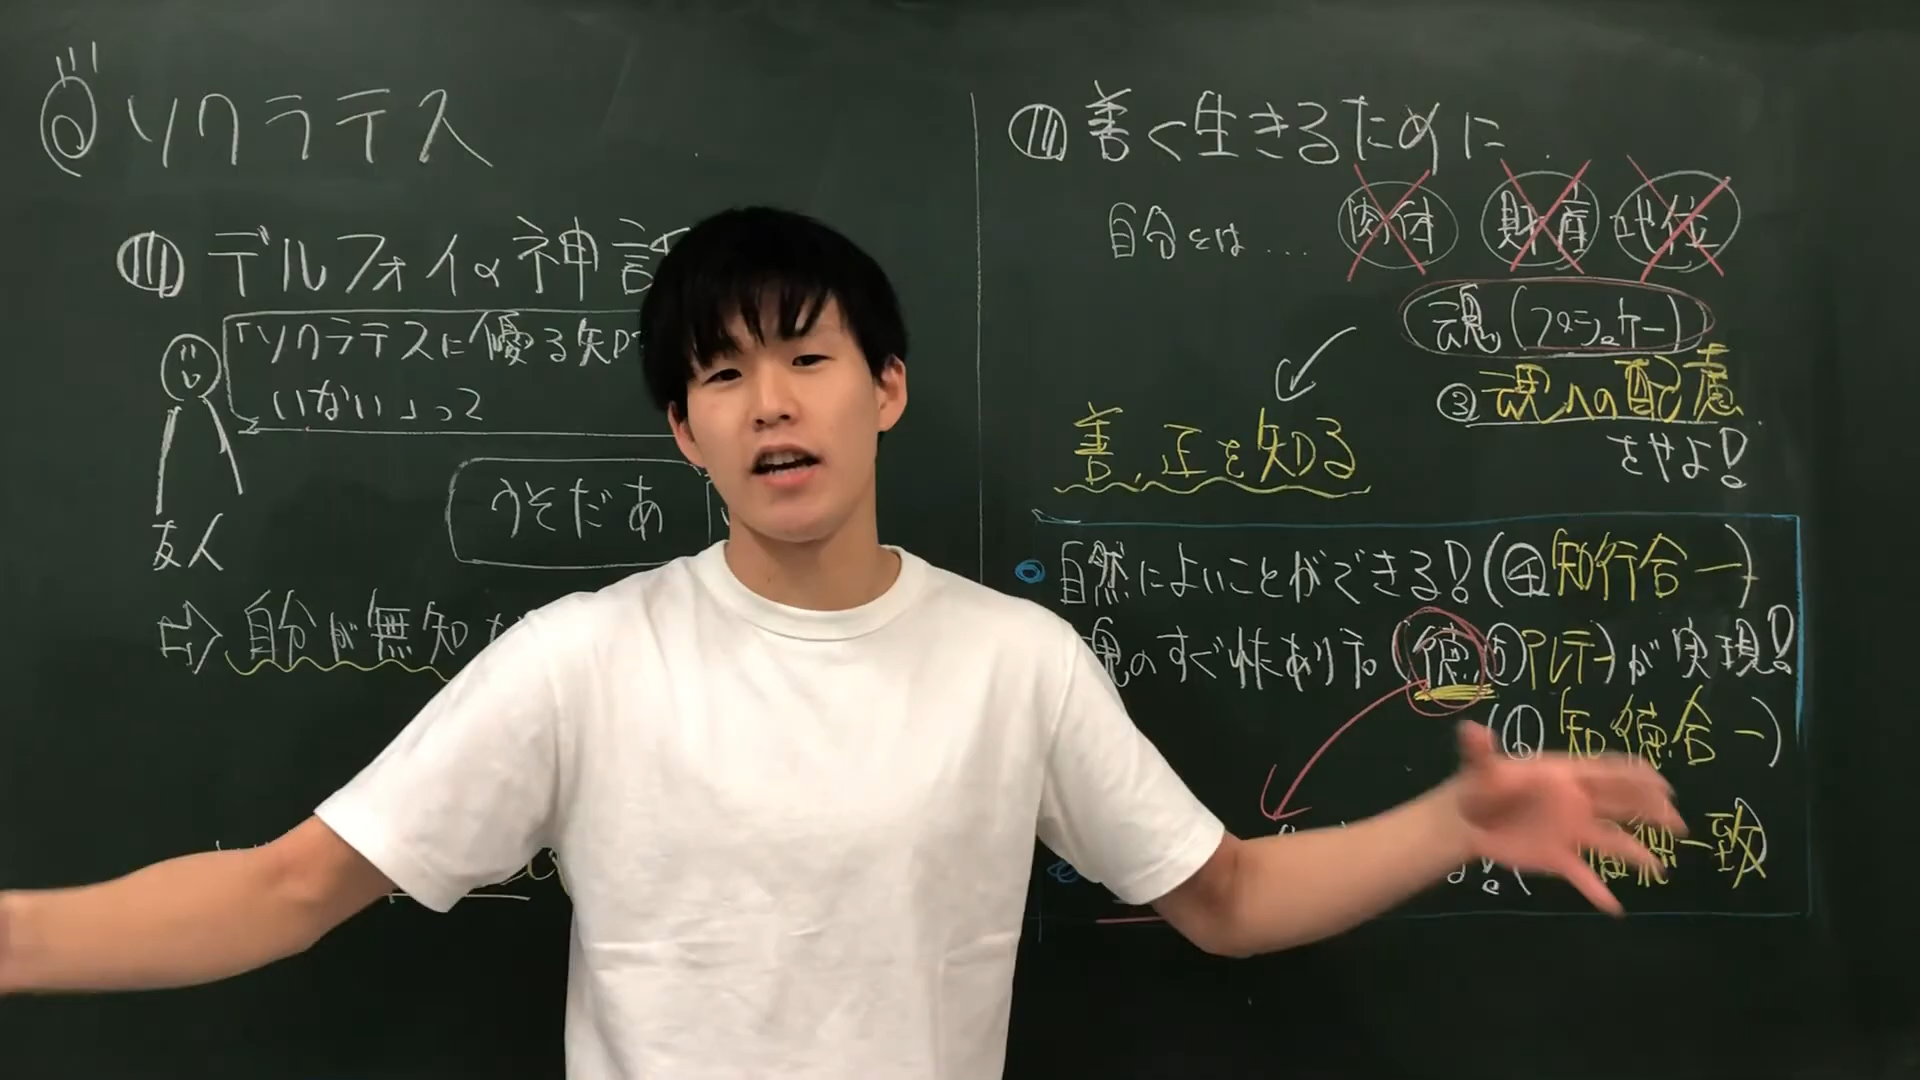 ソクラテス
デルフォイの神託
「ソクラテスに優る知
いない」って
うそだあ
友人
⇨自分が無知
善く生きるために
自分とは… 肉体 財産 地位
魂(プシュケー)
③魂への配慮
をせよ!
善、正を知る
自然によいことができる!(④知行合一)
魂のすぐれたあり方(徳⑤アレテー)が実現!
(⑥知徳合一)
福徳一致)